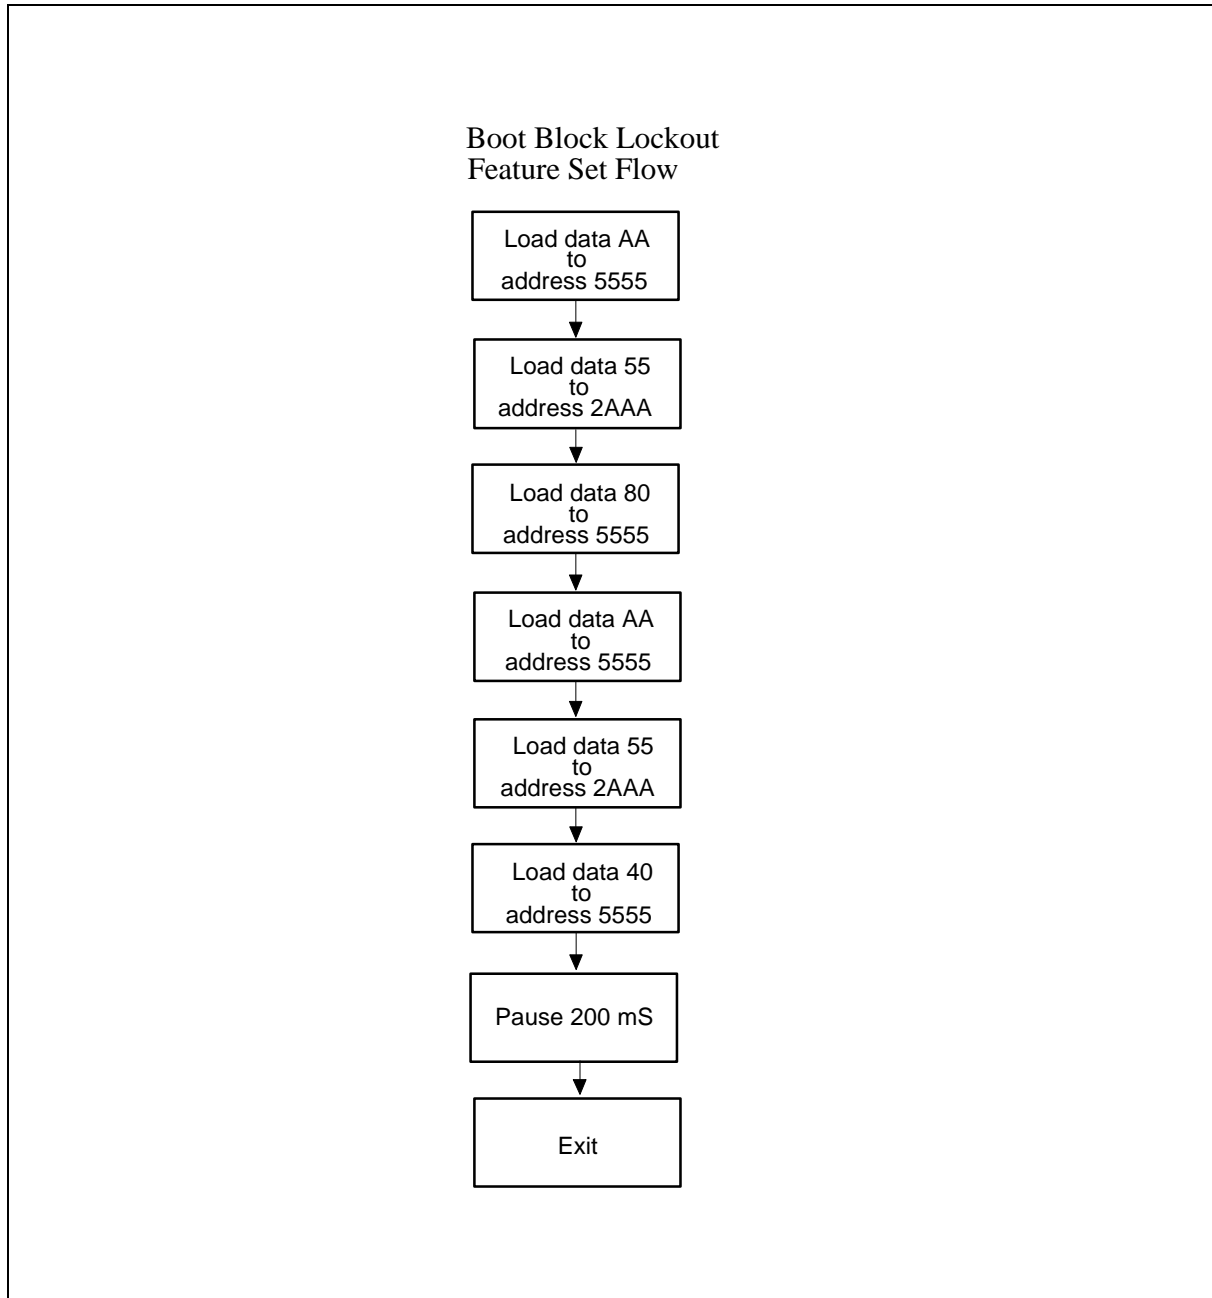 Boot Block Lockout
Feature Set Flow
Load data AA
to
address 5555
Load data 55
to
address 2AAA
Load data 80
to
address 5555
Load data AA
to
address 5555
Load data 55
to
address 2AAA
Load data 40
to
address 5555
Pause 200 mS
Exit